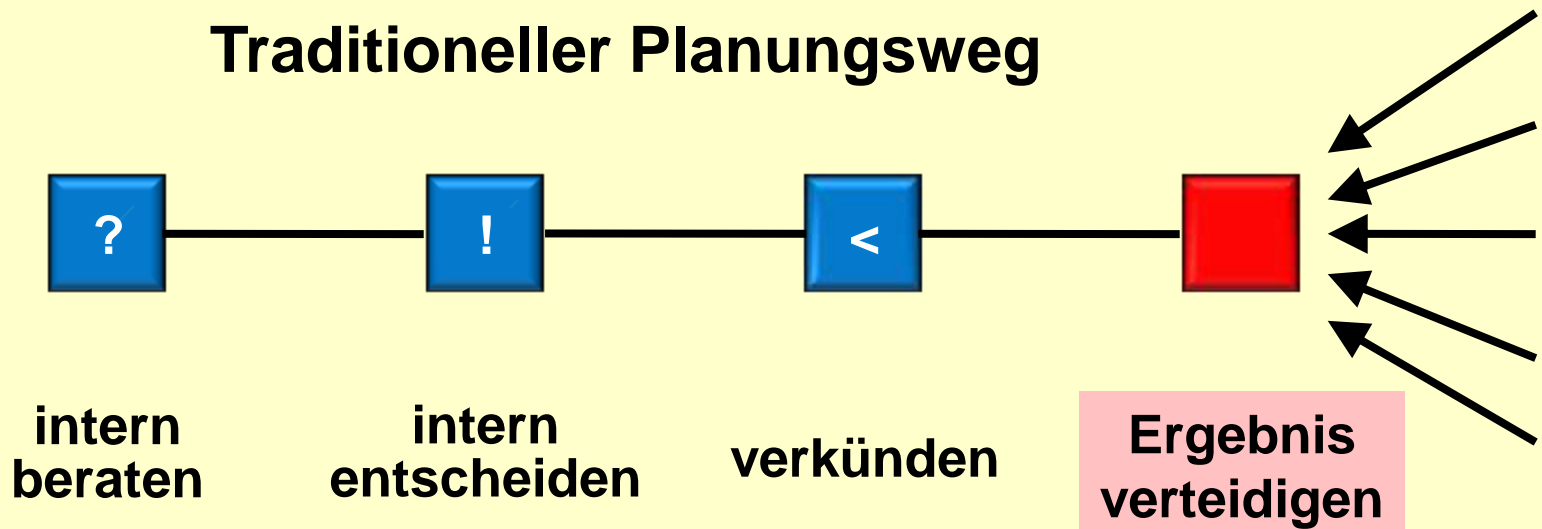 Traditioneller Planungsweg
?
!
<
intern
beraten
intern
entscheiden
verkünden
Ergebnis
verteidigen